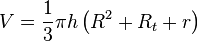 V = \frac{1}{3} \pi h \left( R^2 + R_t + r \right)